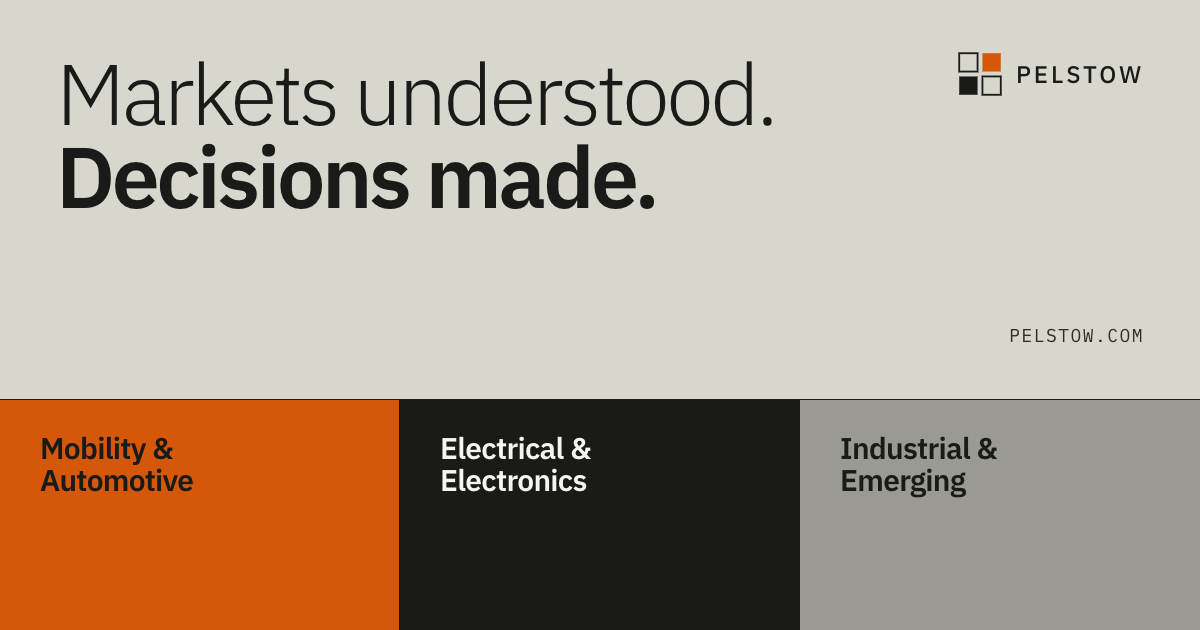 Markets understood.
Decisions made.
PELSTOW
PELSTOW.COM
Mobility &
Automotive
Electrical &
Electronics
Industrial &
Emerging